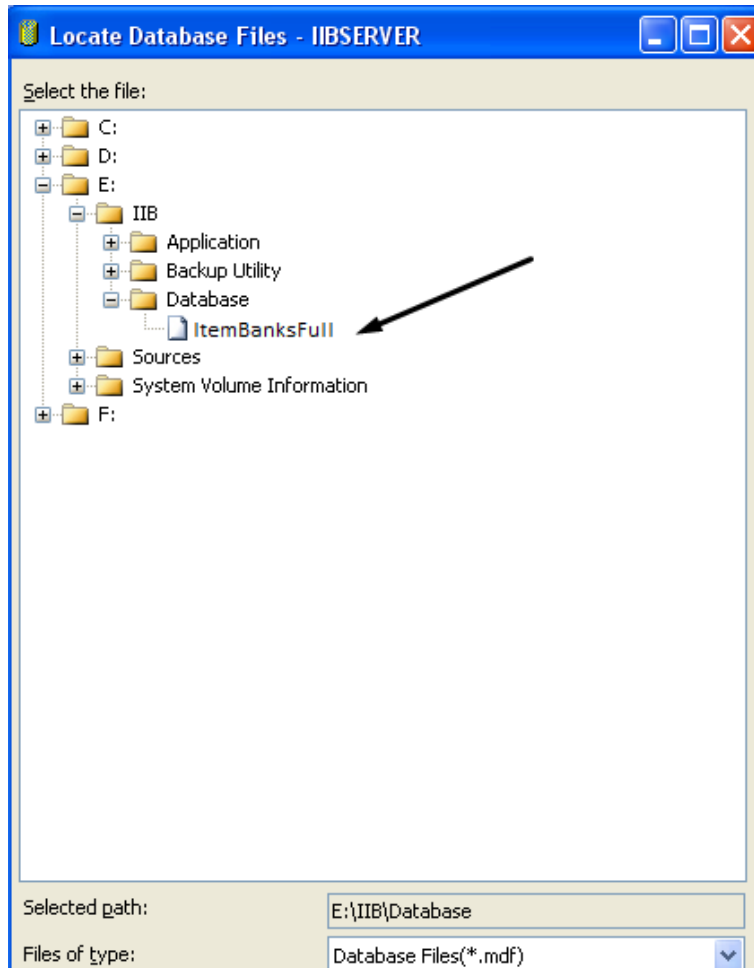 Locate Database Files - IIBSERVER
Select the file:
C:
D:
E:
IIB
Application
Backup Utility
Database
ItemBanksFull
Sources
System Volume Information
F:
Selected path: E:\IIB\Database
Files of type: Database Files(*.mdf)